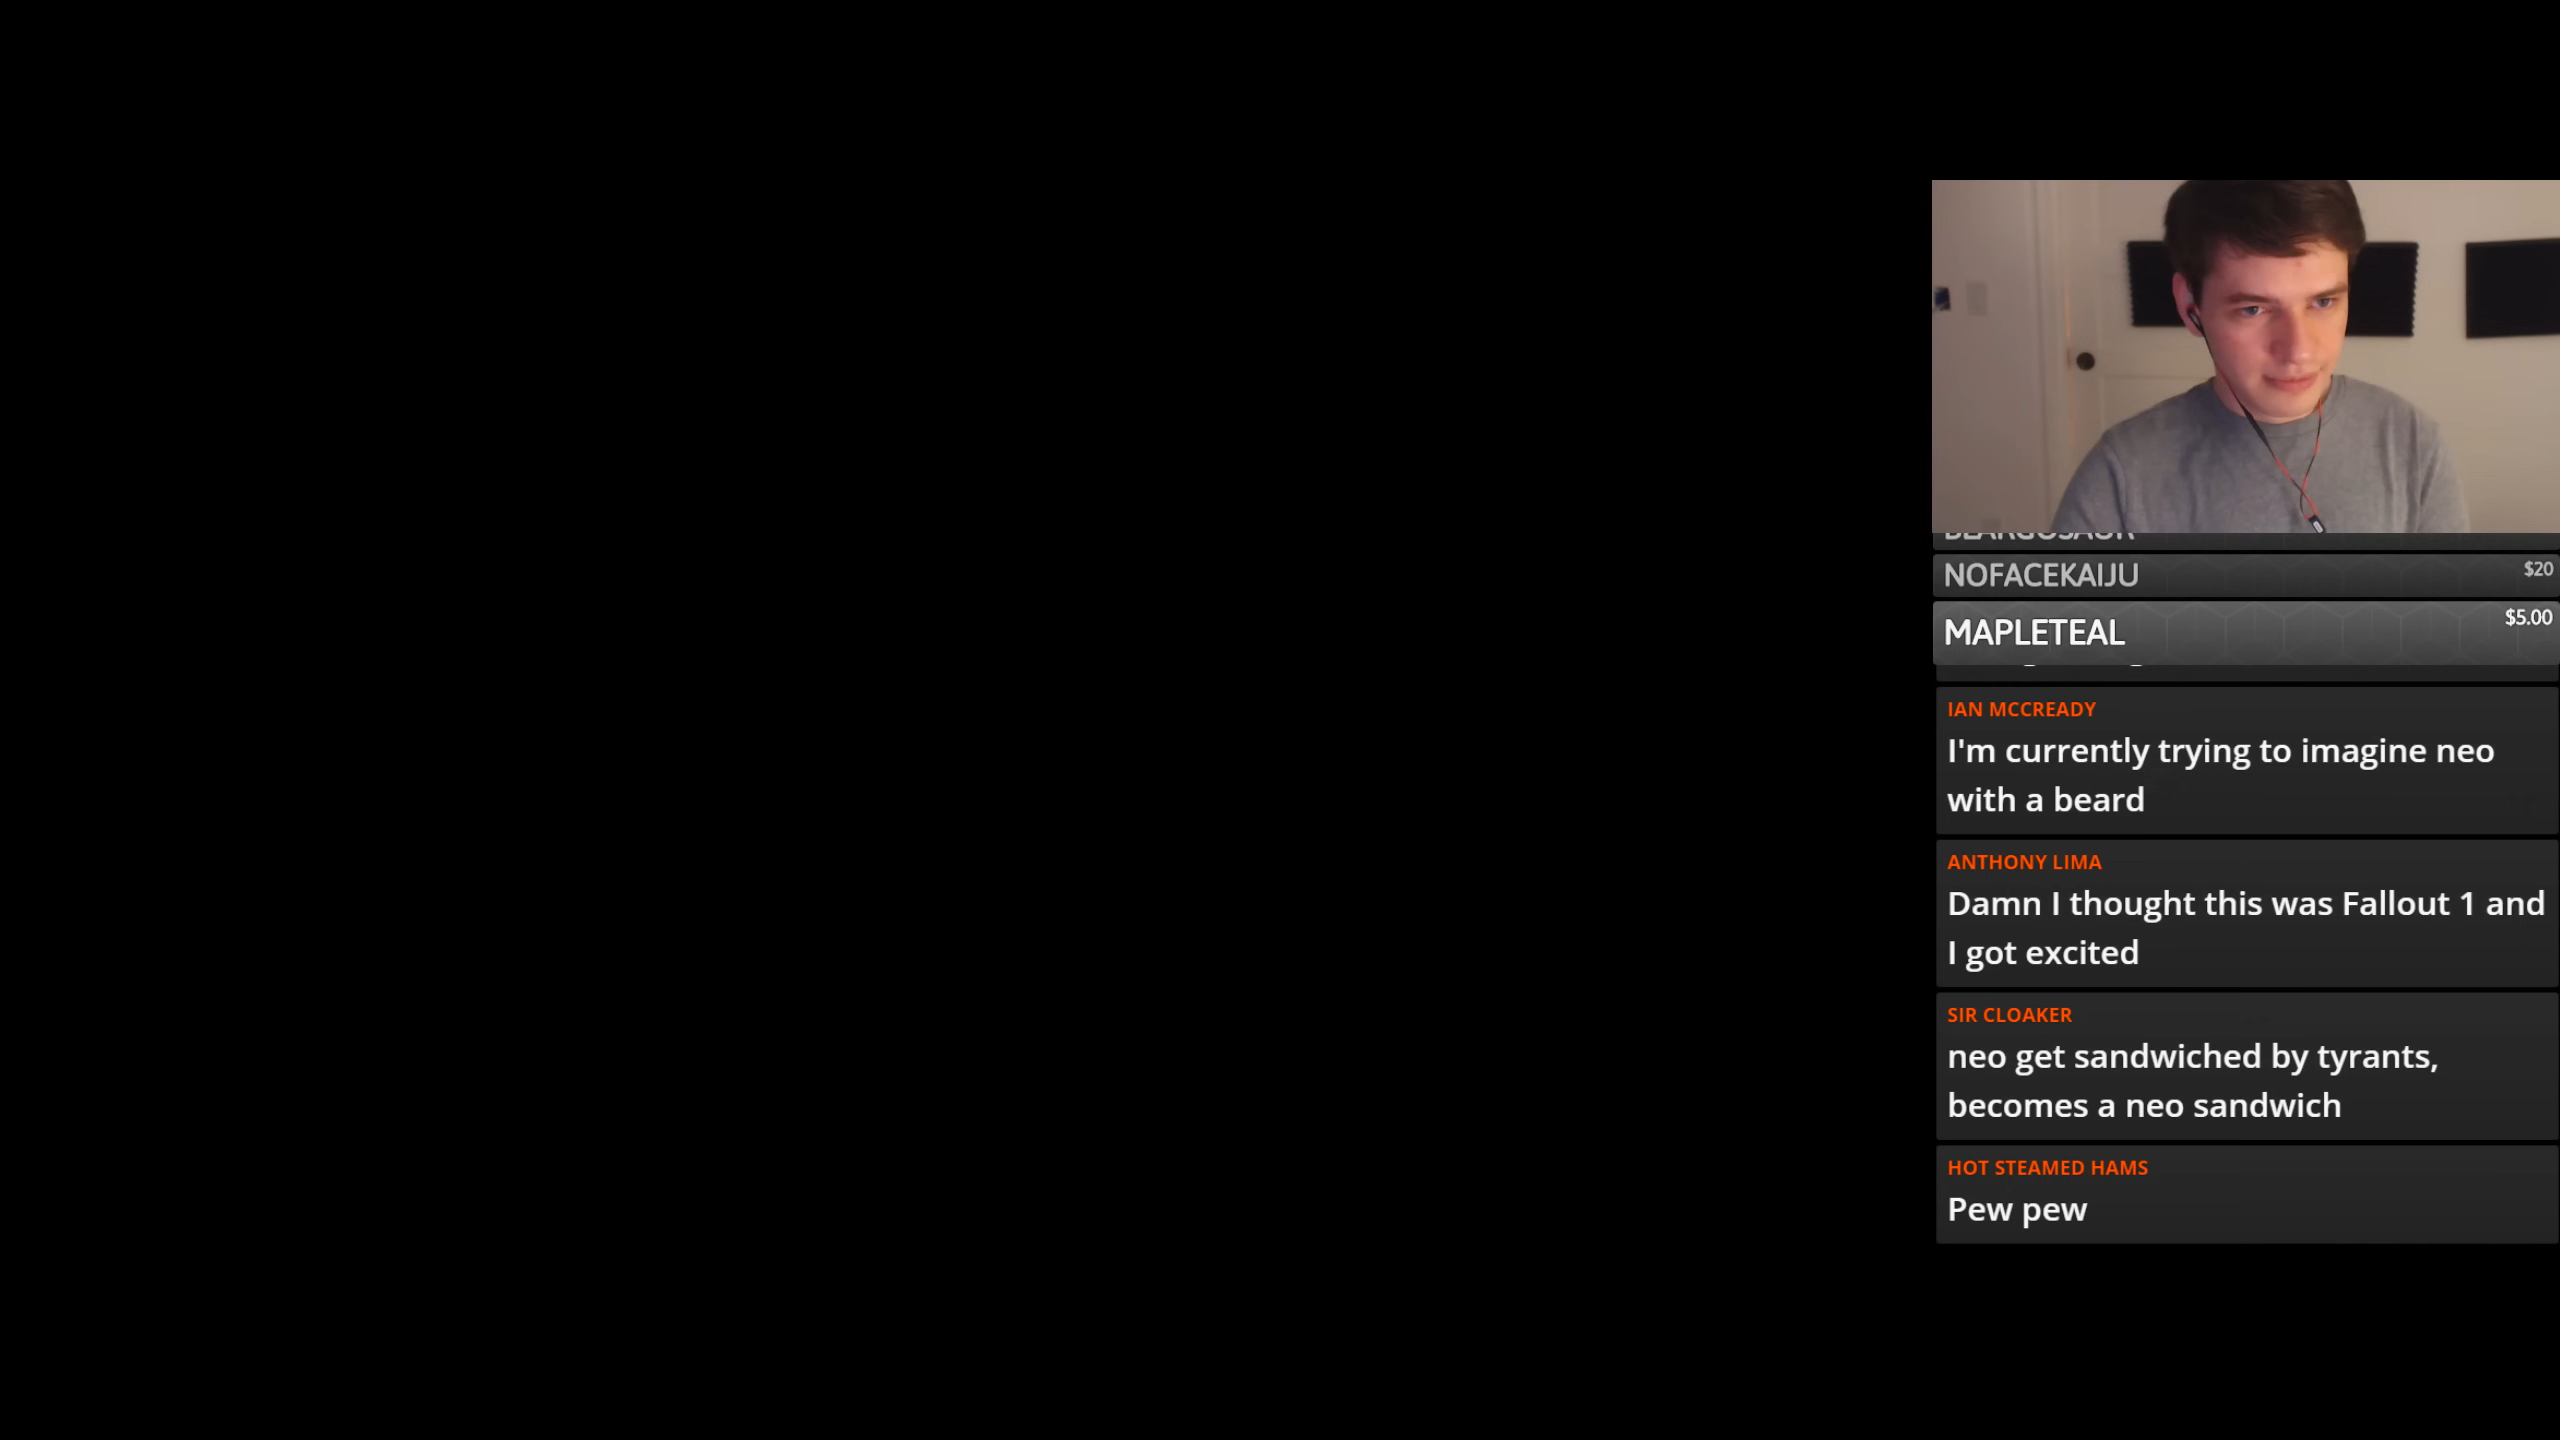 NOFACEKAIJU $20
MAPLETEAL $5.00
IAN MCCREADY
I'm currently trying to imagine neo
with a beard
ANTHONY LIMA
Damn I thought this was Fallout 1 and
I got excited
SIR CLOAKER
neo get sandwiched by tyrants,
becomes a neo sandwich
HOT STEAMED HAMS
Pew pew